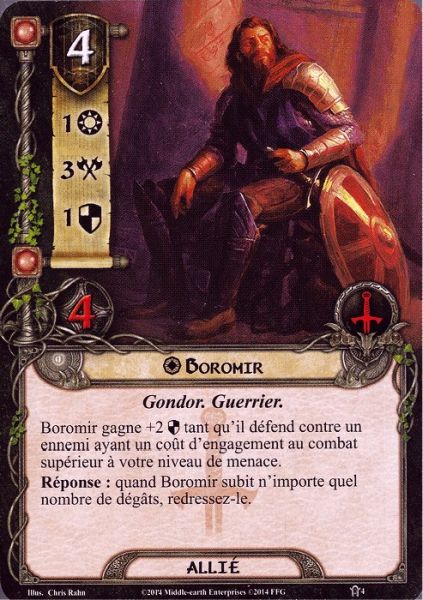 4
1
3
1
4
BOROMIR
Gondor. Guerrier.
Boromir gagne +2 tant qu'il défend contre un
ennemi ayant un coût d'engagement au combat
supérieur à votre niveau de menace.
Réponse : quand Boromir subit n'importe quel
nombre de dégâts, redressez-le.
ALLIÉ
Illus. Chris Rahn ©2014 Middle-earth Enterprises ©2014 FFG 4